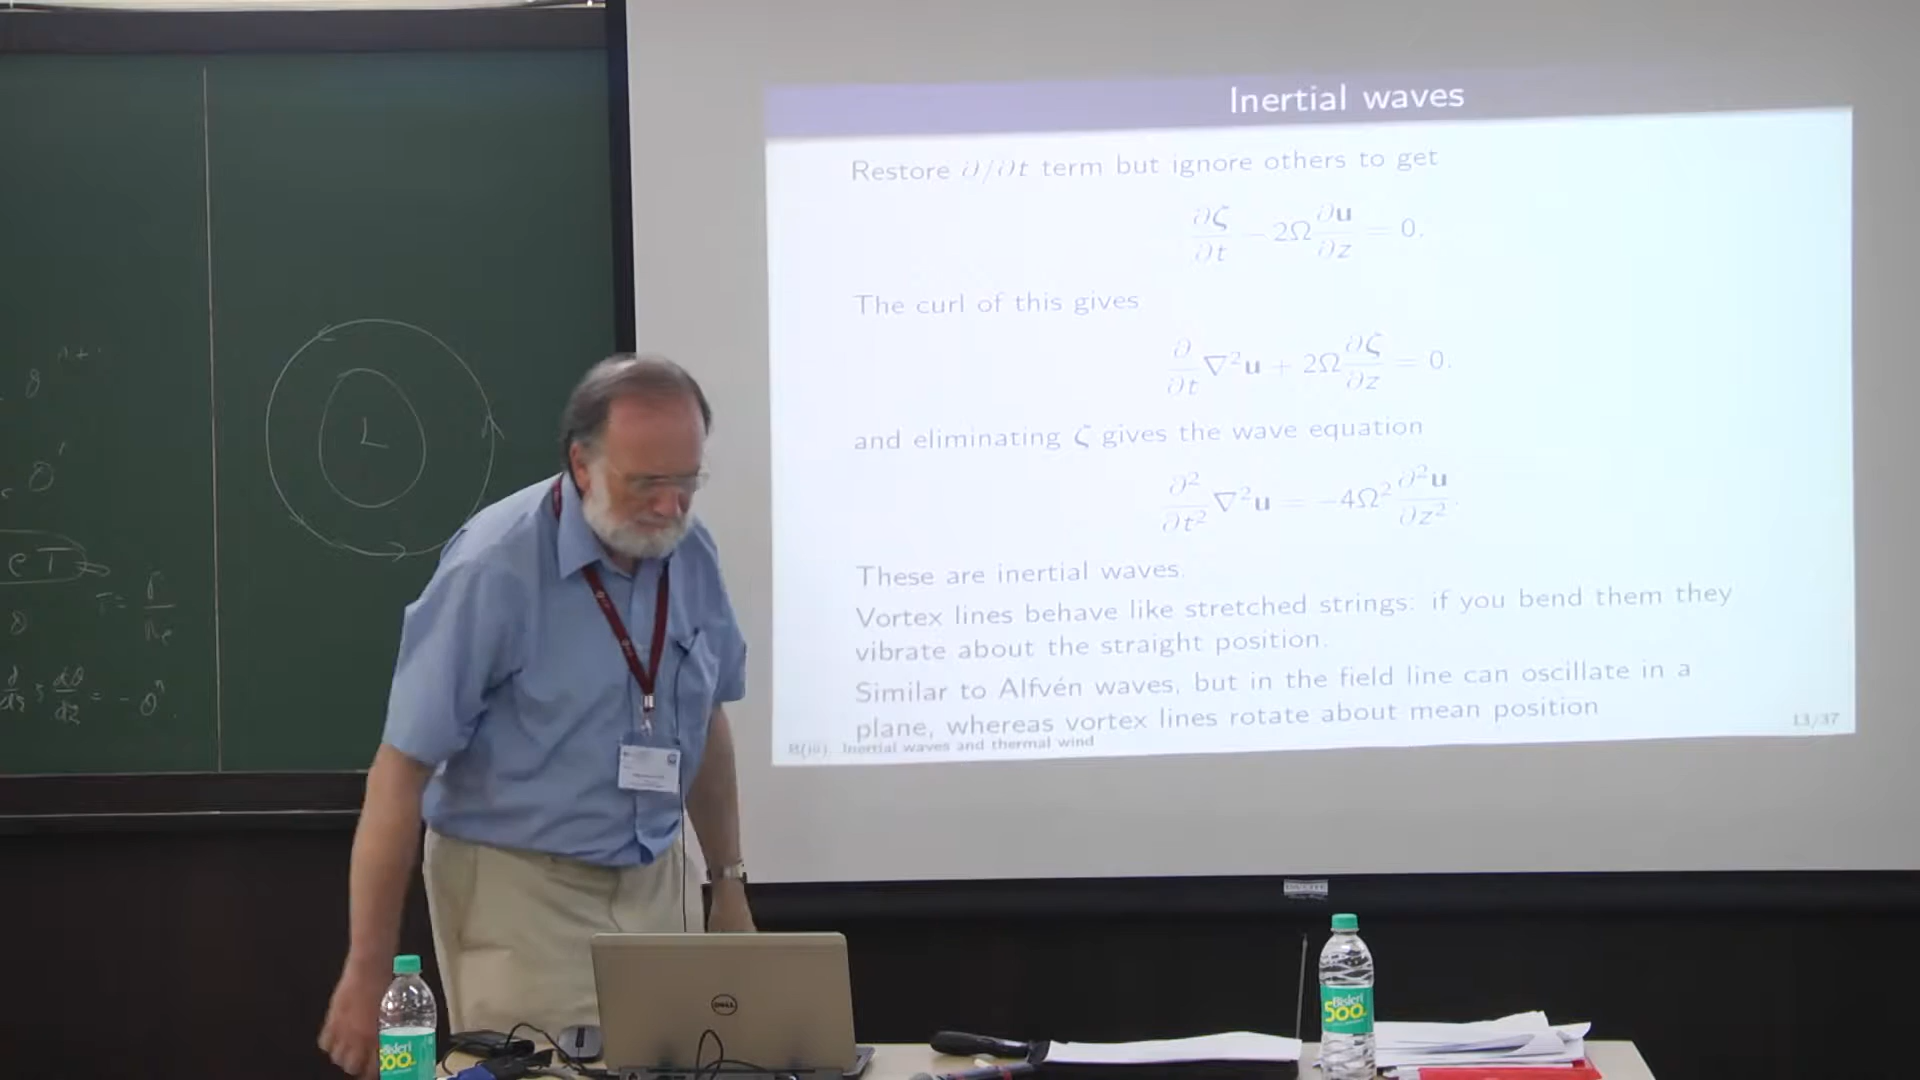 Inertial waves
Restore ∂/∂t term but ignore others to get
∂ζ/∂t − 2Ω ∂u/∂z = 0.
The curl of this gives
∂/∂t ∇²u + 2Ω ∂ζ/∂z = 0.
and eliminating ζ gives the wave equation
∂²/∂t² ∇²u = −4Ω² ∂²u/∂z².
These are inertial waves.
Vortex lines behave like stretched strings: if you bend them they
vibrate about the straight position.
Similar to Alfvén waves, but in the field line can oscillate in a
plane, whereas vortex lines rotate about mean position
B(iii). Inertial waves and thermal wind
13/37
L
DELL
Bisleri
500
Bisleri
500